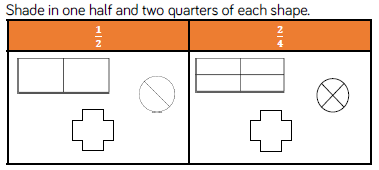 Shade in one half and two quarters of each shape.
1/2 2/4